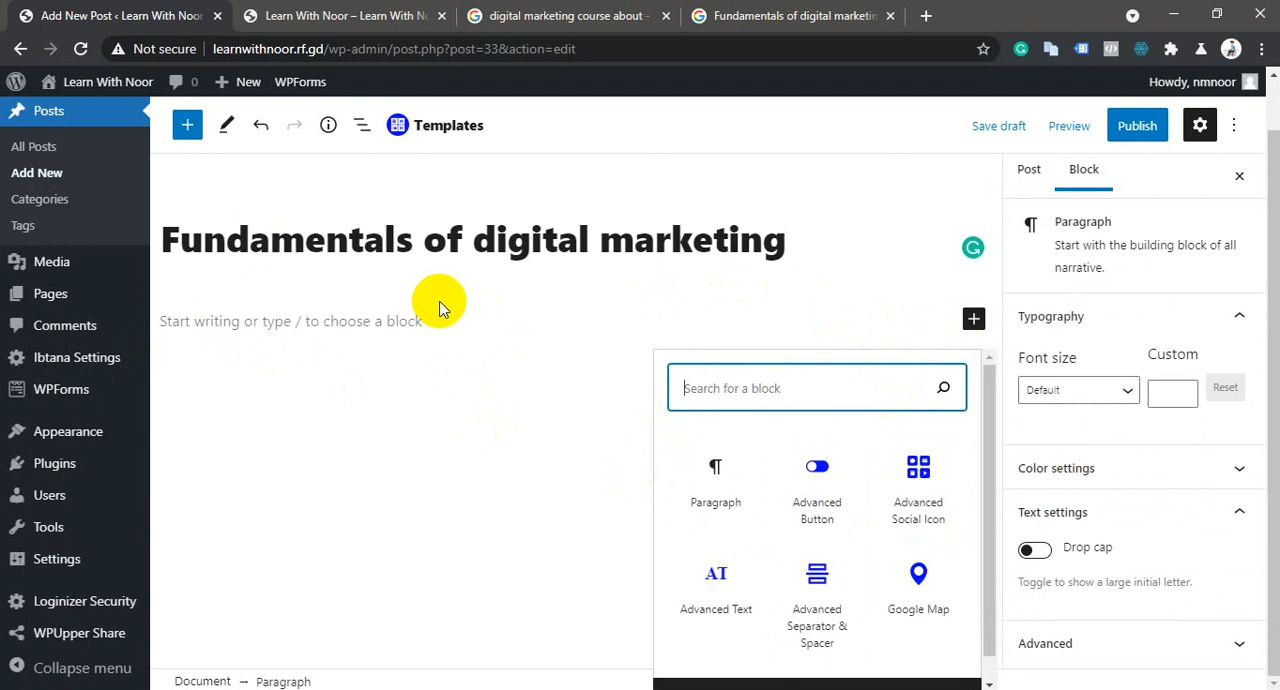 Add New Post ‹ Learn With Noor
Learn With Noor – Learn With N
digital marketing course about -
Fundamentals of digital marketin
Not secure
learnwithnoor.rf.gd/wp-admin/post.php?post=33&action=edit
Learn With Noor
0
New
WPForms
Howdy, nmnoor
Posts
All Posts
Add New
Categories
Tags
Media
Pages
Comments
Ibtana Settings
WPForms
Appearance
Plugins
Users
Tools
Settings
Loginizer Security
WPUpper Share
Collapse menu
Templates
Save draft
Preview
Publish
Fundamentals of digital marketing
Start writing or type / to choose a block
Search for a block
Paragraph
Advanced Button
Advanced Social Icon
AT
Advanced Text
Advanced Separator & Spacer
Google Map
Document → Paragraph
Post
Block
Paragraph
Start with the building block of all
narrative.
Typography
Font size
Custom
Default
Reset
Color settings
Text settings
Drop cap
Toggle to show a large initial letter.
Advanced